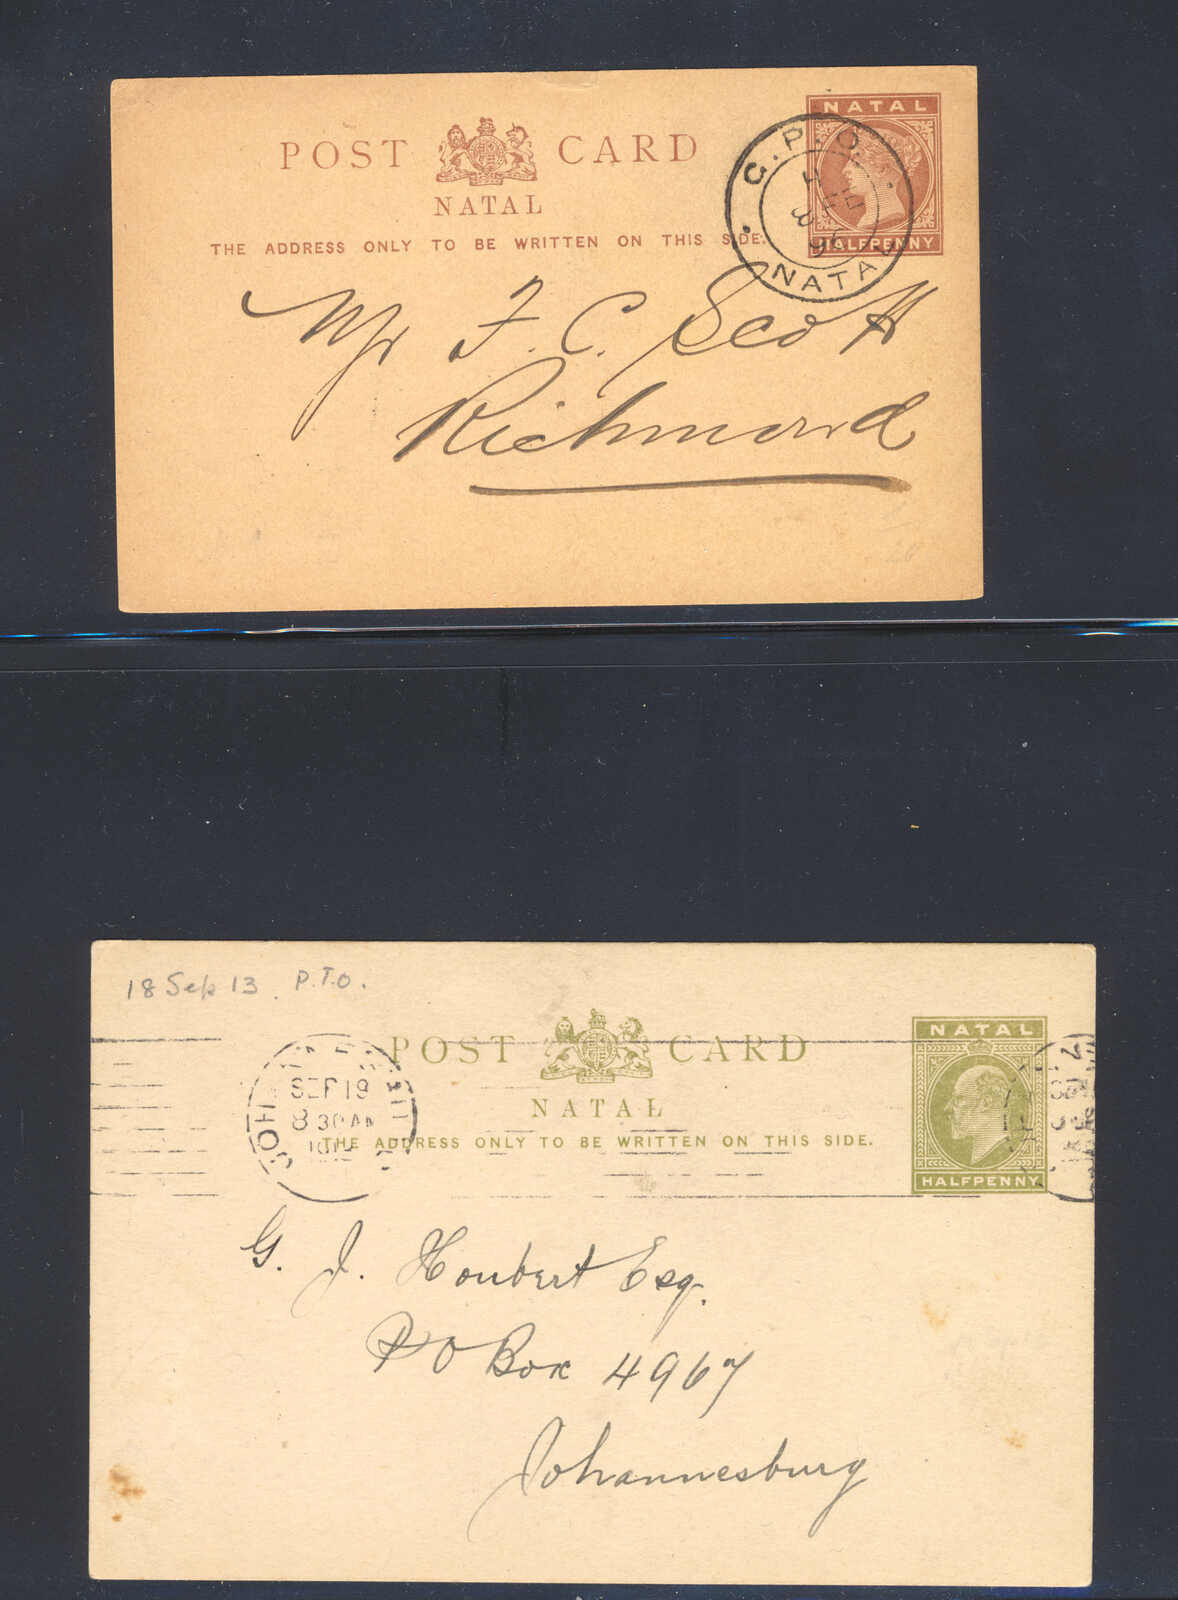 NATAL
POST CARD
NATAL
THE ADDRESS ONLY TO BE WRITTEN ON THIS SIDE.
HALFPENNY
G.P.O.
NATAL
Mr F. C. Scott
Richmond
18 Sep 13. P.T.O.
NATAL
POST CARD
NATAL
THE ADDRESS ONLY TO BE WRITTEN ON THIS SIDE.
HALFPENNY
SEP 19
8 30 AM
G. J. Houbert Esq.
P O Box 4967
Johannesburg